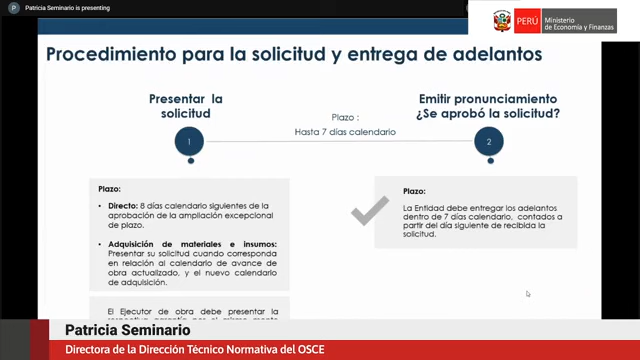 P Patricia Seminario is presenting
PERÚ
Ministerio
de Economía y Finanzas
Procedimiento para la solicitud y entrega de adelantos
Presentar la
solicitud
1
Plazo :
Hasta 7 días calendario
Emitir pronunciamiento
¿Se aprobó la solicitud?
2
Plazo:
• Directo: 8 días calendario siguientes de la
aprobación de la ampliación excepcional
de plazo.
• Adquisición de materiales e insumos:
Presentar su solicitud cuando corresponda
en relación al calendario de avance de
obra actualizado, y el nuevo calendario
de adquisición.
El Ejecutor de obra debe presentar la
Plazo:
La Entidad debe entregar los adelantos
dentro de 7 días calendario, contados a
partir del día siguiente de recibida la
solicitud.
Patricia Seminario
Directora de la Dirección Técnico Normativa del OSCE